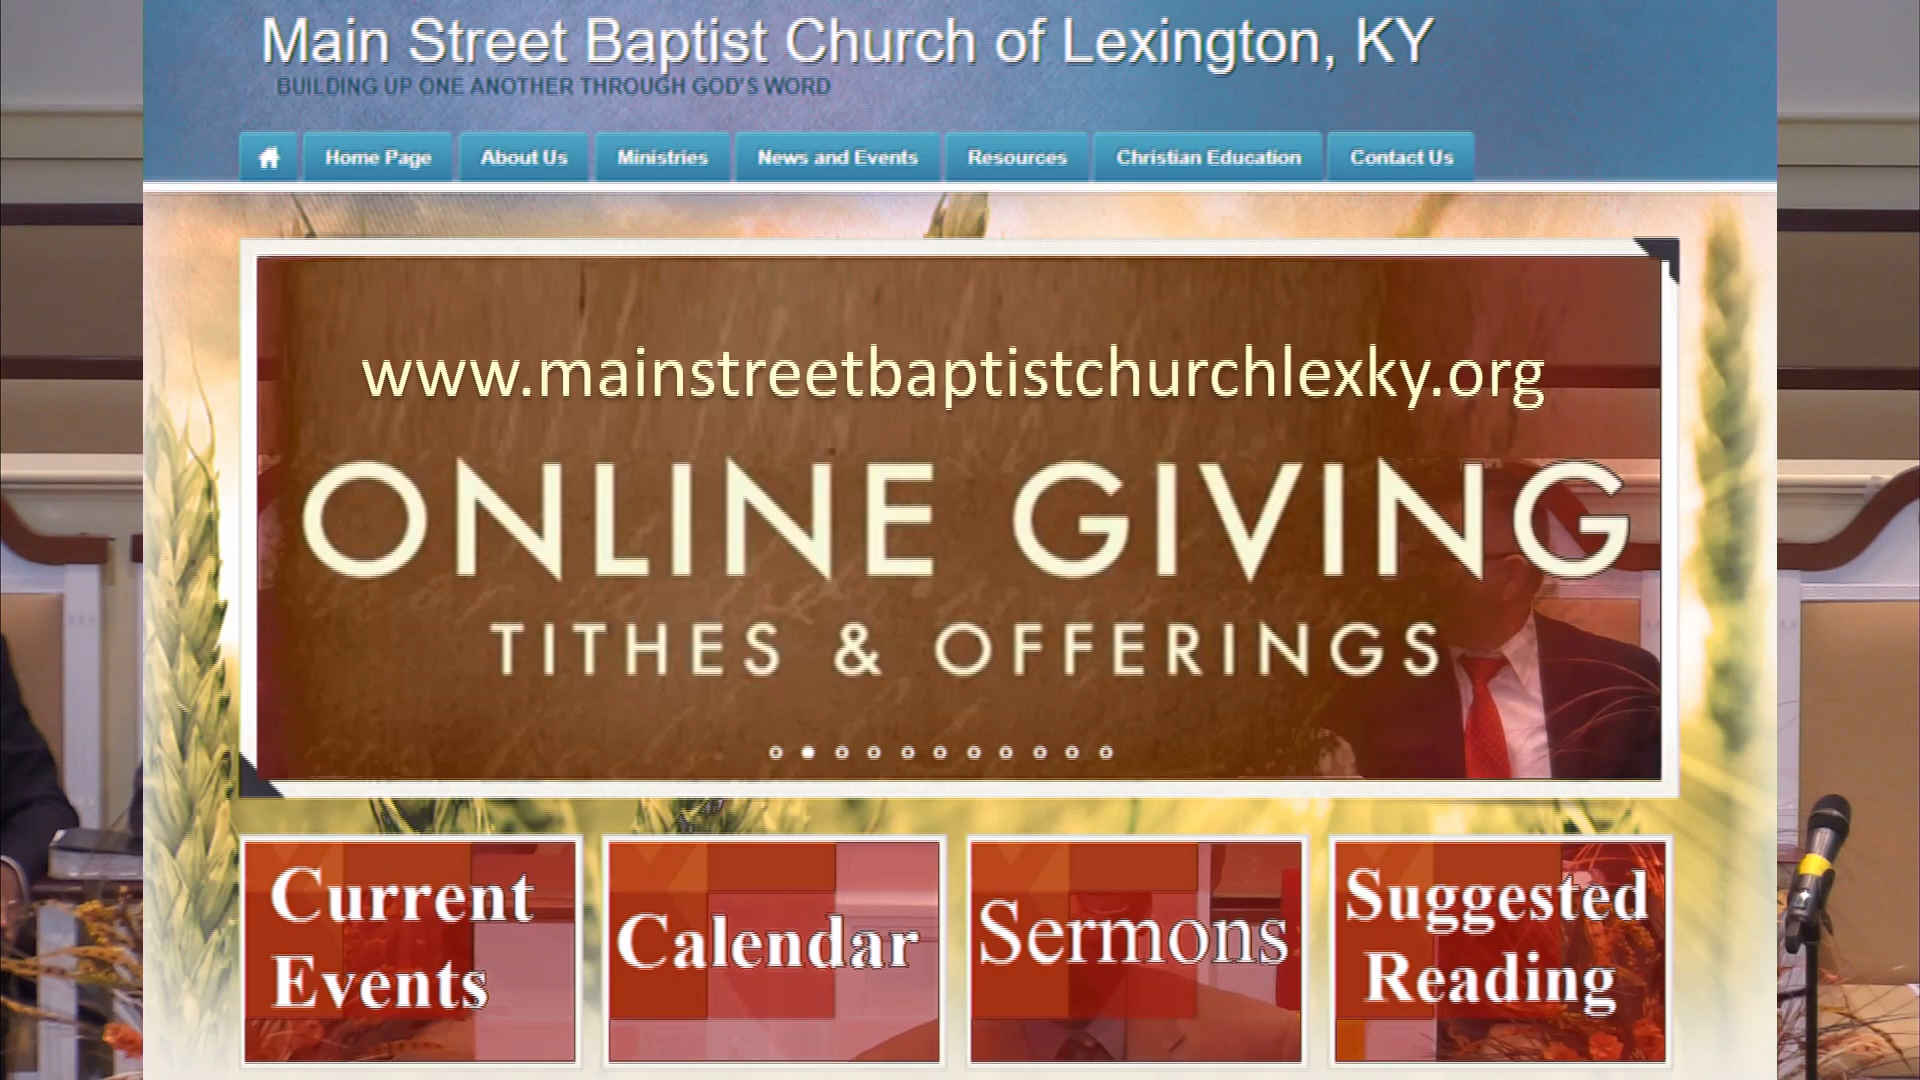 Main Street Baptist Church of Lexington, KY
BUILDING UP ONE ANOTHER THROUGH GOD'S WORD
Home Page About Us Ministries News and Events Resources Christian Education Contact Us
www.mainstreetbaptistchurchlexky.org
ONLINE GIVING
TITHES & OFFERINGS
Current
Events
Calendar
Sermons
Suggested
Reading